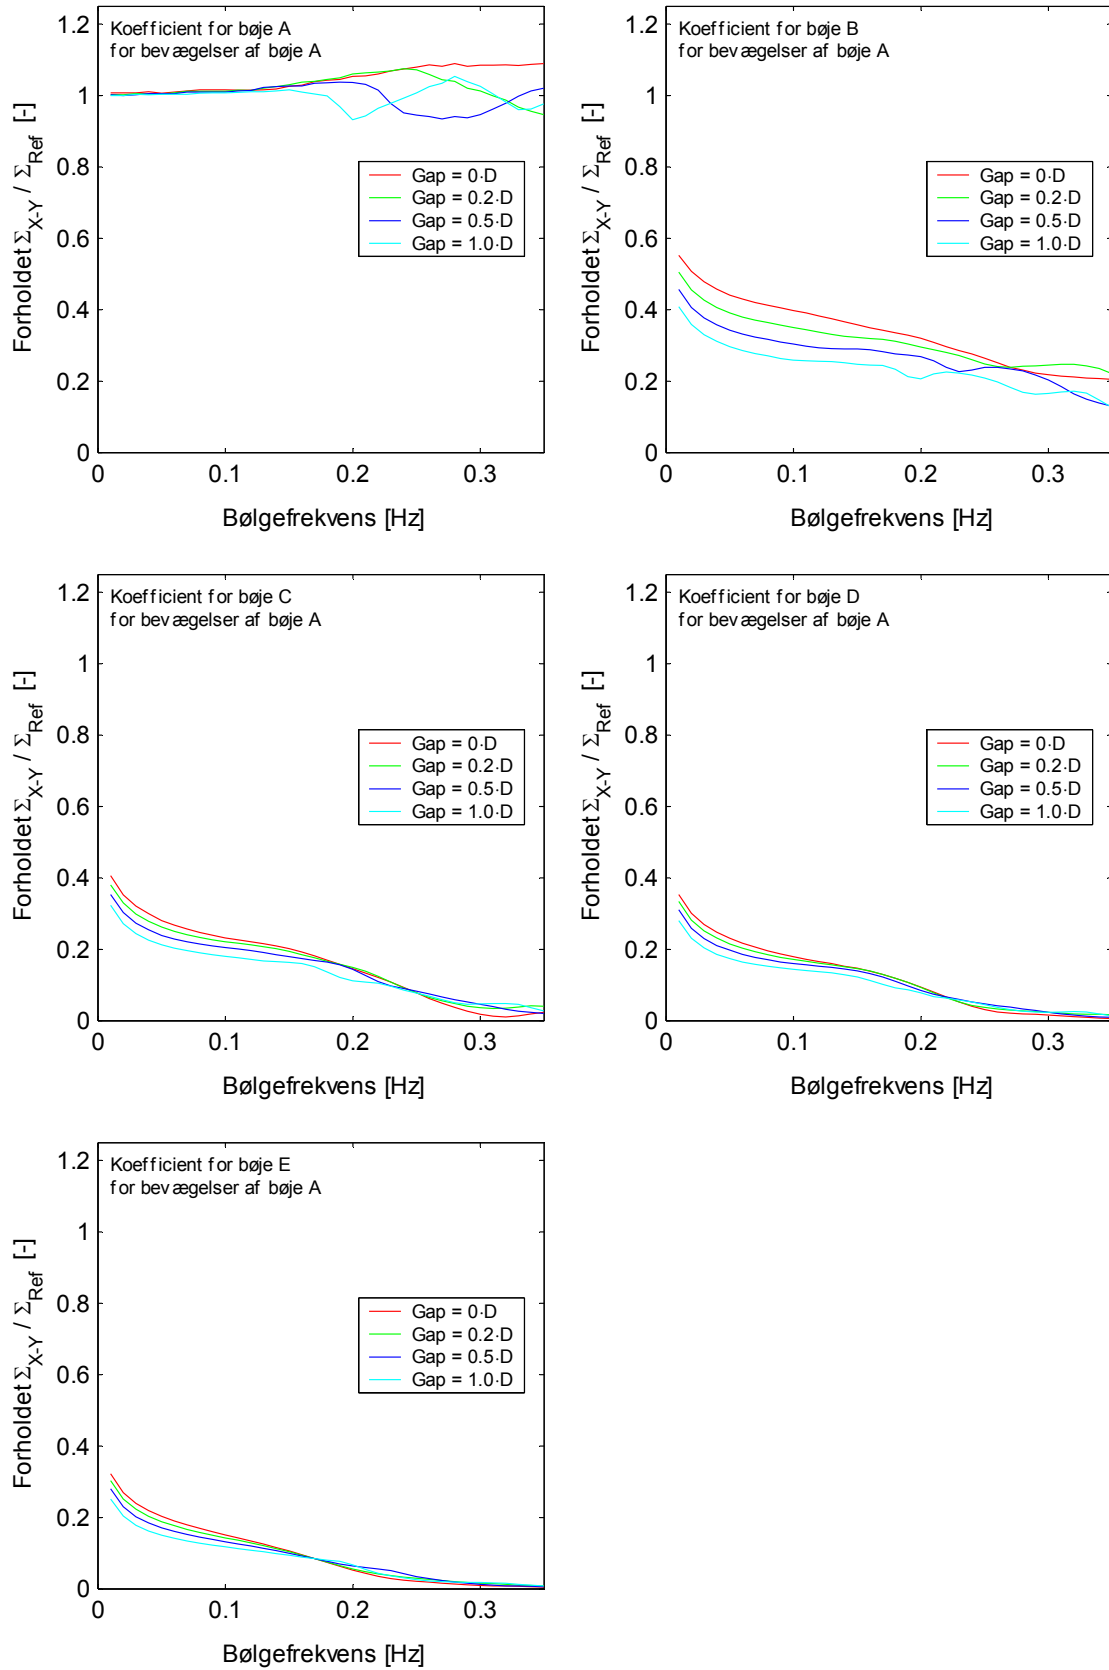 Koefficient for bøje A
for bevægelser af bøje A
Forholdet Σ_X-Y / Σ_Ref [-]
1.2
1
0.8
0.6
0.4
0.2
0
Gap = 0·D
Gap = 0.2·D
Gap = 0.5·D
Gap = 1.0·D
0 0.1 0.2 0.3
Bølgefrekvens [Hz]
Koefficient for bøje B
for bevægelser af bøje A
Forholdet Σ_X-Y / Σ_Ref [-]
1.2
1
0.8
0.6
0.4
0.2
0
Gap = 0·D
Gap = 0.2·D
Gap = 0.5·D
Gap = 1.0·D
0 0.1 0.2 0.3
Bølgefrekvens [Hz]
Koefficient for bøje C
for bevægelser af bøje A
Forholdet Σ_X-Y / Σ_Ref [-]
1.2
1
0.8
0.6
0.4
0.2
0
Gap = 0·D
Gap = 0.2·D
Gap = 0.5·D
Gap = 1.0·D
0 0.1 0.2 0.3
Bølgefrekvens [Hz]
Koefficient for bøje D
for bevægelser af bøje A
Forholdet Σ_X-Y / Σ_Ref [-]
1.2
1
0.8
0.6
0.4
0.2
0
Gap = 0·D
Gap = 0.2·D
Gap = 0.5·D
Gap = 1.0·D
0 0.1 0.2 0.3
Bølgefrekvens [Hz]
Koefficient for bøje E
for bevægelser af bøje A
Forholdet Σ_X-Y / Σ_Ref [-]
1.2
1
0.8
0.6
0.4
0.2
0
Gap = 0·D
Gap = 0.2·D
Gap = 0.5·D
Gap = 1.0·D
0 0.1 0.2 0.3
Bølgefrekvens [Hz]